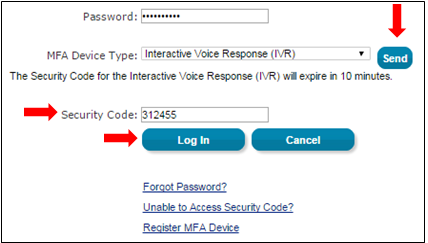 Password: ••••••••••
MFA Device Type: Interactive Voice Response (IVR) Send
The Security Code for the Interactive Voice Response (IVR) will expire in 10 minutes.
Security Code: 312455
Log In Cancel
Forgot Password?
Unable to Access Security Code?
Register MFA Device